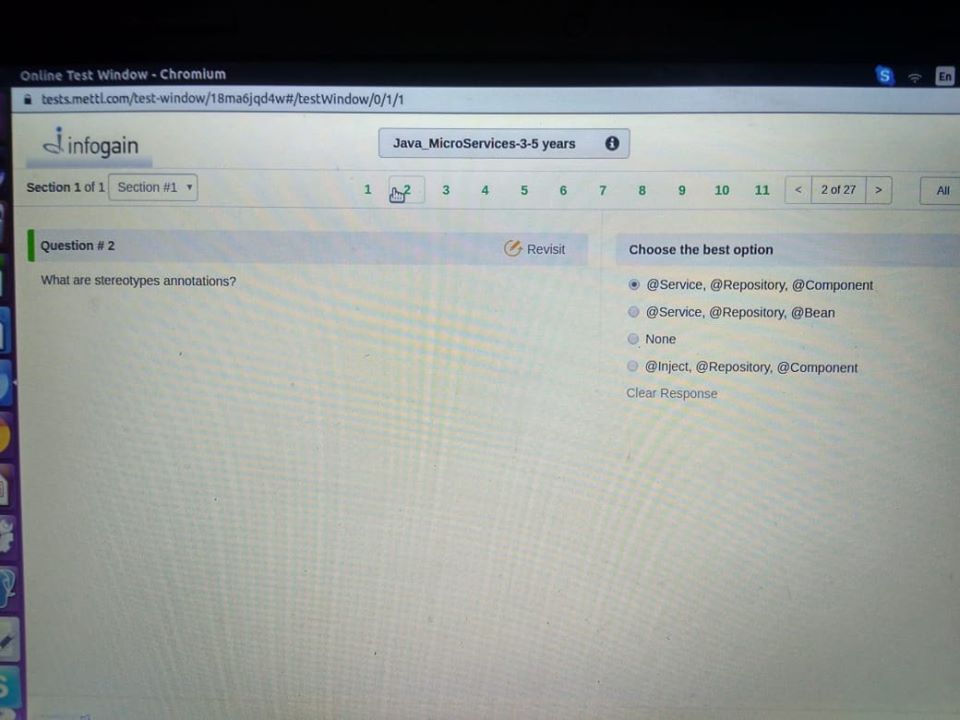 Online Test Window - Chromium
S
En
tests.mettl.com/test-window/18ma6jqd4w#/testWindow/0/1/1
infogain
Java_MicroServices-3-5 years
Section 1 of 1 Section #1
1 2 3 4 5 6 7 8 9 10 11 < 2 of 27 > All
Question # 2
Revisit
What are stereotypes annotations?
Choose the best option
@Service, @Repository, @Component
@Service, @Repository, @Bean
None
@Inject, @Repository, @Component
Clear Response
S